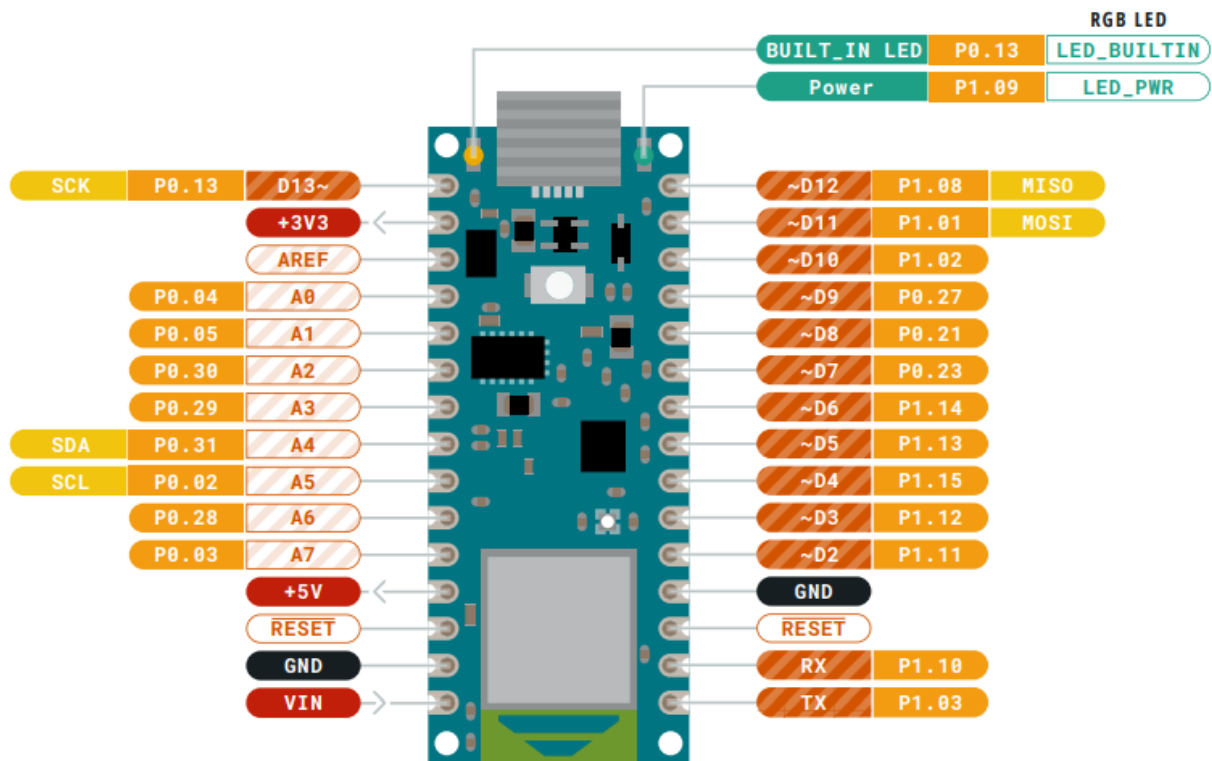 RGB LED
BUILT_IN LED P0.13 LED_BUILTIN
Power P1.09 LED_PWR
SCK P0.13 D13~
+3V3
AREF
P0.04 A0
P0.05 A1
P0.30 A2
P0.29 A3
SDA P0.31 A4
SCL P0.02 A5
P0.28 A6
P0.03 A7
+5V
RESET
GND
VIN
~D12 P1.08 MISO
~D11 P1.01 MOSI
~D10 P1.02
~D9 P0.27
~D8 P0.21
~D7 P0.23
~D6 P1.14
~D5 P1.13
~D4 P1.15
~D3 P1.12
~D2 P1.11
GND
RESET
RX P1.10
TX P1.03